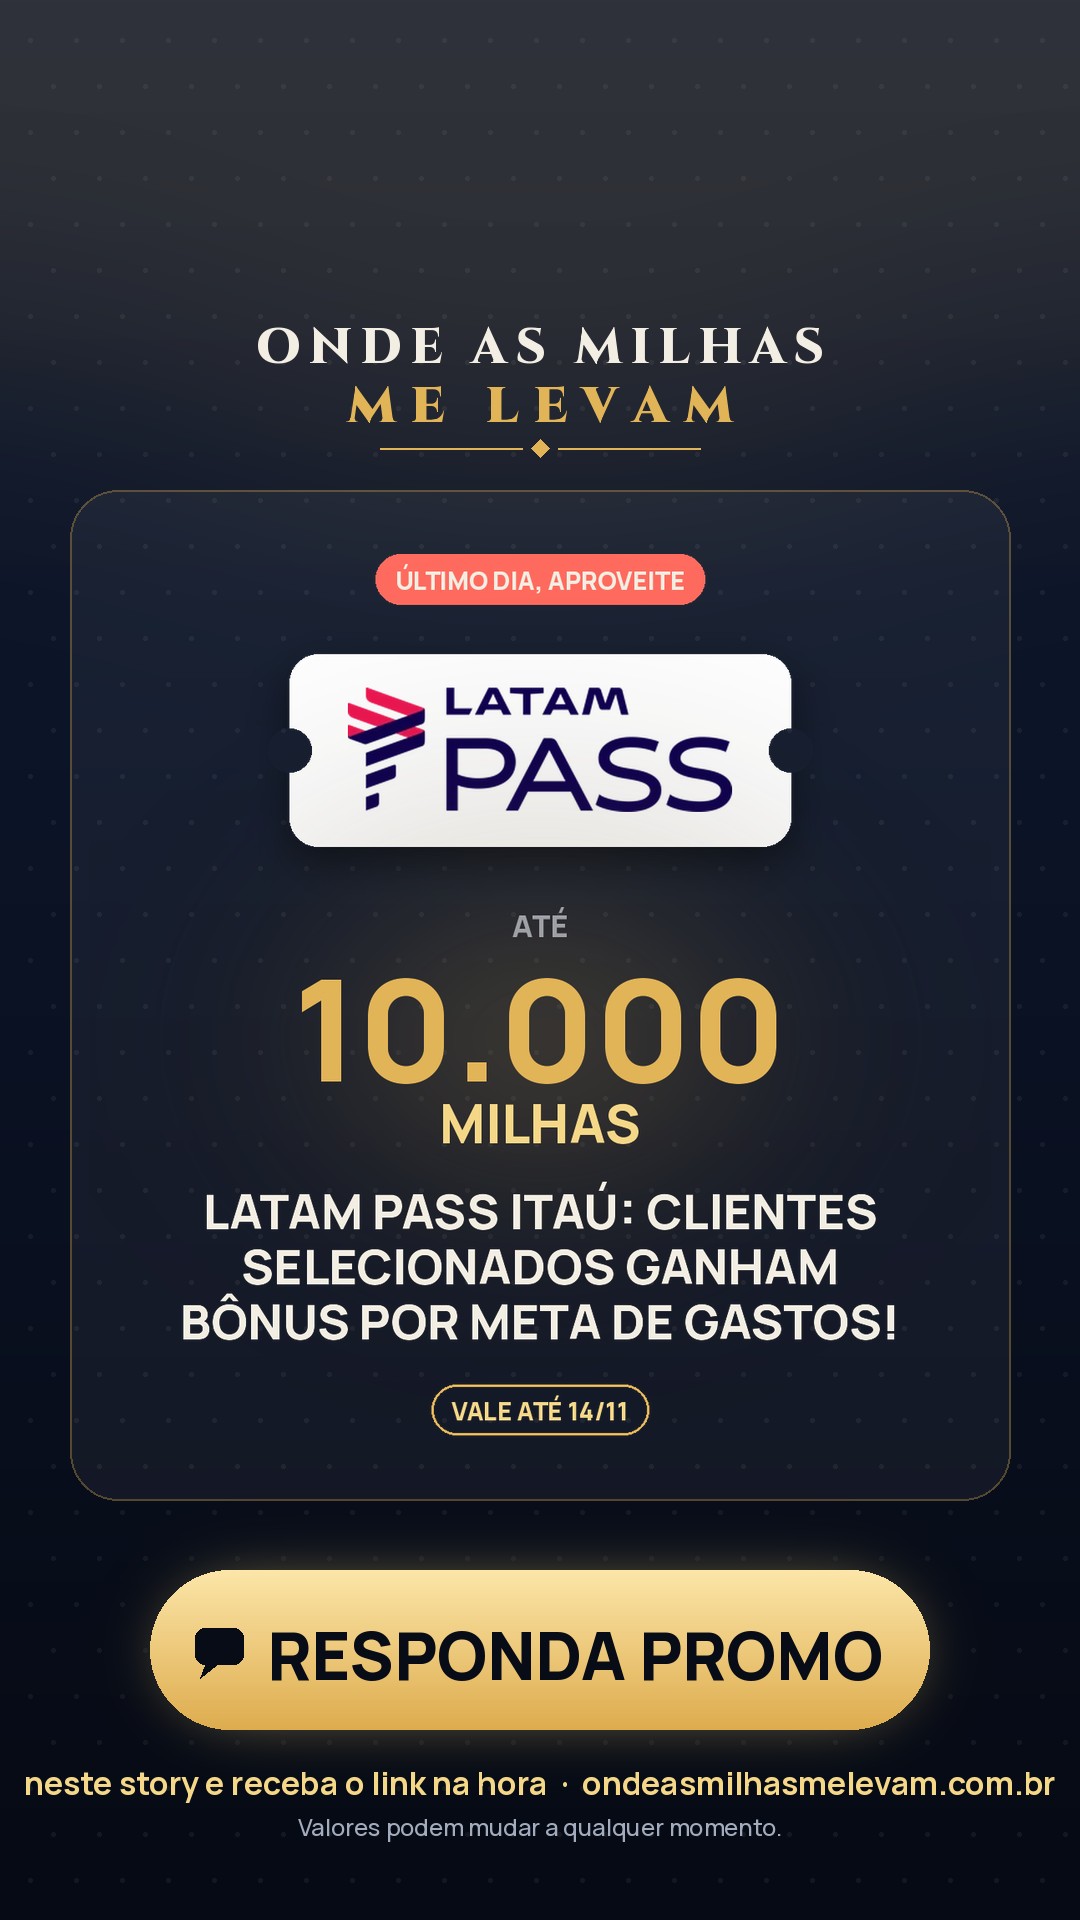 ONDE AS MILHAS
ME LEVAM
ÚLTIMO DIA, APROVEITE
LATAM
PASS
ATÉ
10.000
MILHAS
LATAM PASS ITAÚ: CLIENTES
SELECIONADOS GANHAM
BÔNUS POR META DE GASTOS!
VALE ATÉ 14/11
RESPONDA PROMO
neste story e receba o link na hora · ondeasmilhasmelevam.com.br
Valores podem mudar a qualquer momento.